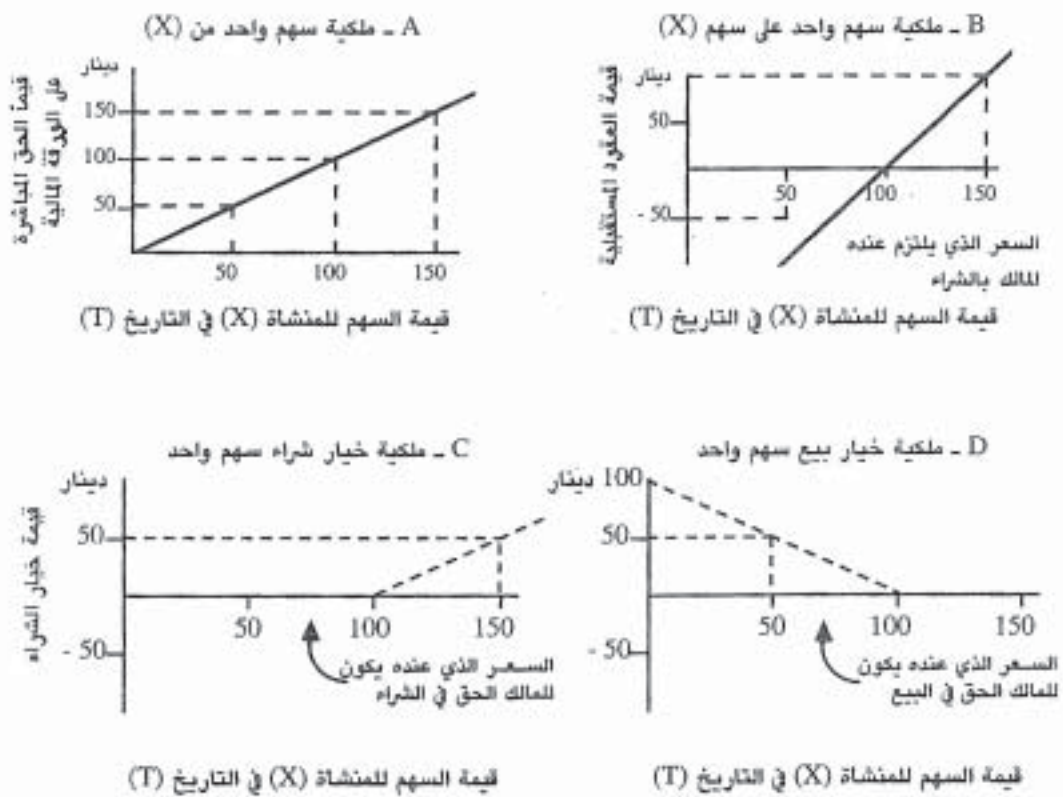 A ـ ملكية سهم واحد من (X)
دينار
قيمة الحق المباشرة
على الورقة المالية
150
100
50
50 100 150
قيمة السهم للمنشاة (X) في التاريخ (T)
B ـ ملكية سهم واحد على سهم (X)
دينار
قيمة العقود المستقبلية
50
50 100 150
- 50
السعر الذي يلتزم عنده
المالك بالشراء
قيمة السهم للمنشاة (X) في التاريخ (T)
C ـ ملكية خيار شراء سهم واحد
دينار
قيمة خيار الشراء
50
50 100 150
- 50
السعر الذي عنده يكون
للمالك الحق في الشراء
قيمة السهم للمنشاة (X) في التاريخ (T)
D ـ ملكية خيار بيع سهم واحد
دينار 100
50
50 100 150
- 50
السعر الذي عنده يكون
للمالك الحق في البيع
قيمة السهم للمنشاة (X) في التاريخ (T)